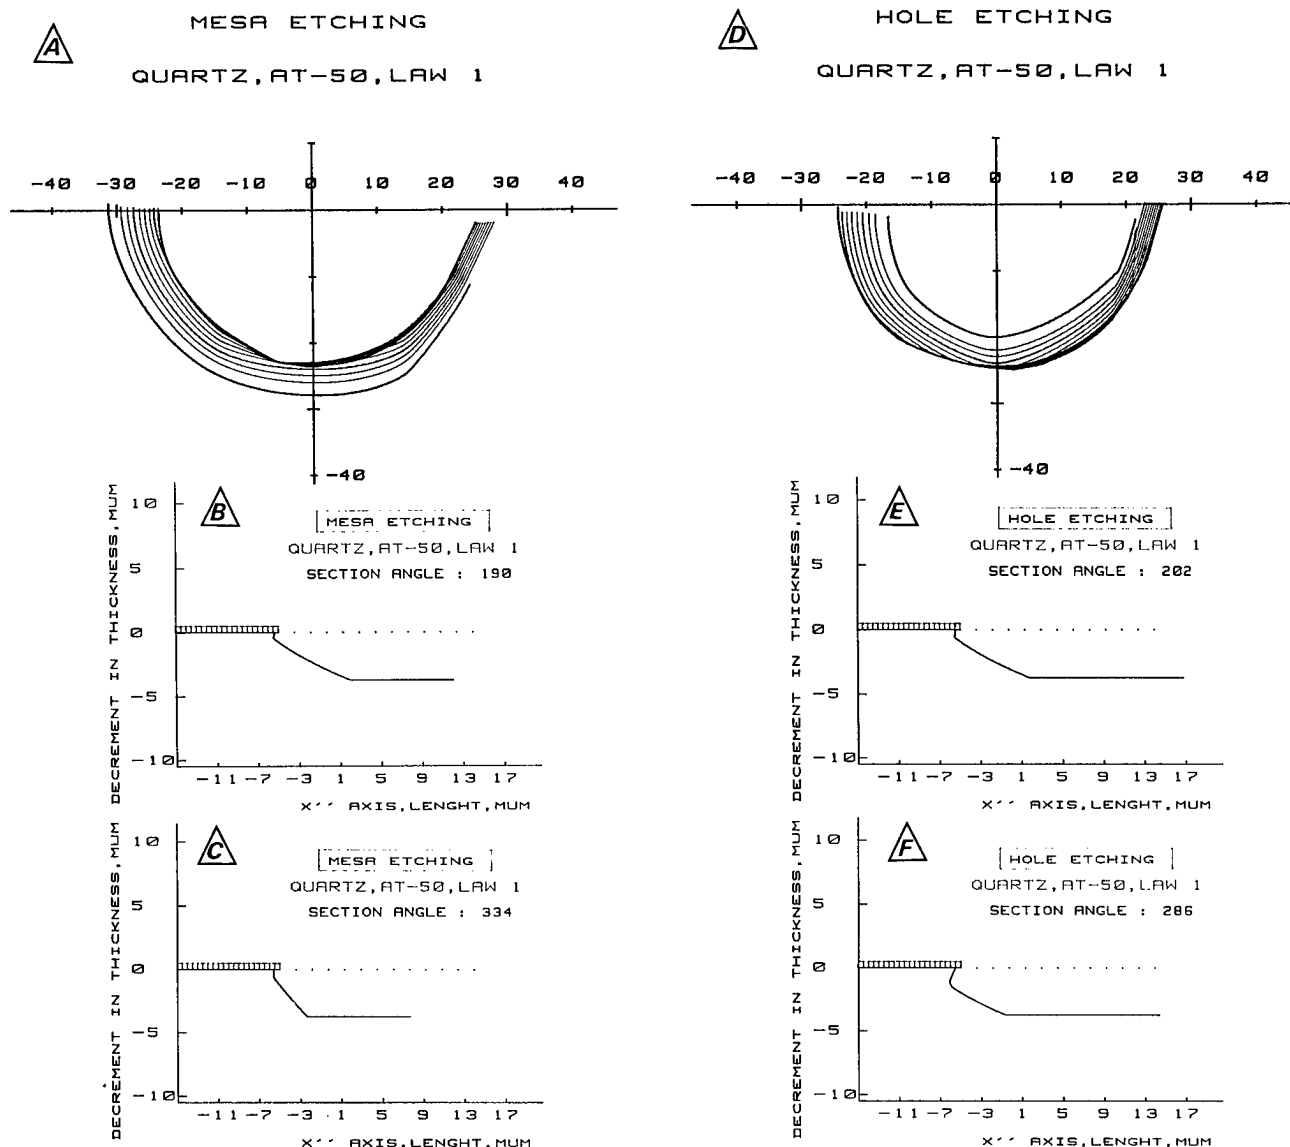 A
MESA ETCHING
QUARTZ,AT-50,LAW 1
-40 -30 -20 -10 0 10 20 30 40
-40
D
HOLE ETCHING
QUARTZ,AT-50,LAW 1
-40 -30 -20 -10 0 10 20 30 40
-40
B
MESA ETCHING
QUARTZ,AT-50,LAW 1
SECTION ANGLE : 190
DECREMENT IN THICKNESS,MUM
10
5
0
-5
-10
-11 -7 -3 1 5 9 13 17
X'' AXIS,LENGHT,MUM
E
HOLE ETCHING
QUARTZ,AT-50,LAW 1
SECTION ANGLE : 202
DECREMENT IN THICKNESS,MUM
10
5
0
-5
-10
-11 -7 -3 1 5 9 13 17
X'' AXIS,LENGHT,MUM
C
MESA ETCHING
QUARTZ,AT-50,LAW 1
SECTION ANGLE : 334
DECREMENT IN THICKNESS,MUM
10
5
0
-5
-10
-11 -7 -3 1 5 9 13 17
X'' AXIS,LENGHT,MUM
F
HOLE ETCHING
QUARTZ,AT-50,LAW 1
SECTION ANGLE : 286
DECREMENT IN THICKNESS,MUM
10
5
0
-5
-10
-11 -7 -3 1 5 9 13 17
X'' AXIS,LENGHT,MUM